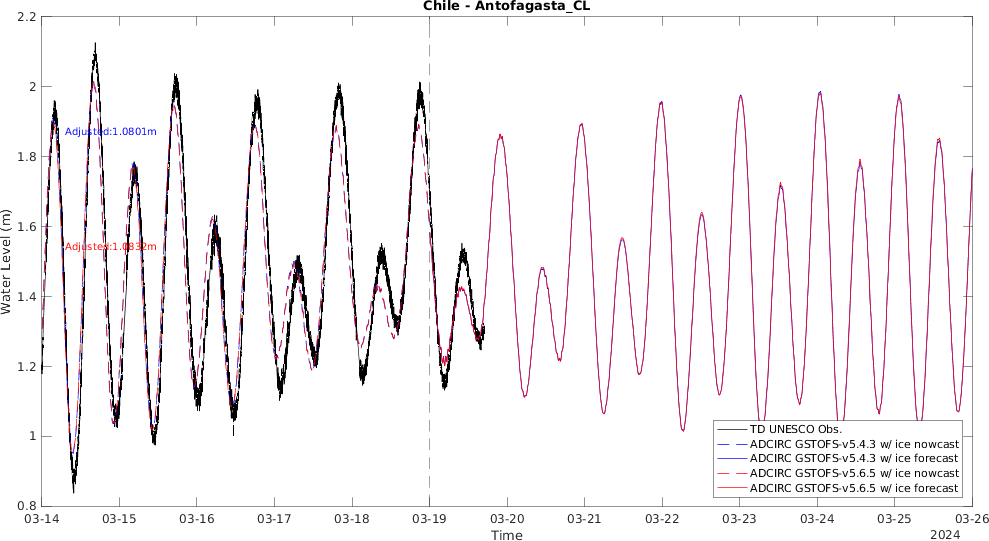 Chile - Antofagasta_CL
2.2
2
1.8
1.6
1.4
1.2
1
0.8
Water Level (m)
Adjusted:1.0801m
Adjusted:1.0832m
TD UNESCO Obs.
ADCIRC GSTOFS-v5.4.3 w/ ice nowcast
ADCIRC GSTOFS-v5.4.3 w/ ice forecast
ADCIRC GSTOFS-v5.6.5 w/ ice nowcast
ADCIRC GSTOFS-v5.6.5 w/ ice forecast
03-14 03-15 03-16 03-17 03-18 03-19 03-20 03-21 03-22 03-23 03-24 03-25 03-26
Time
2024